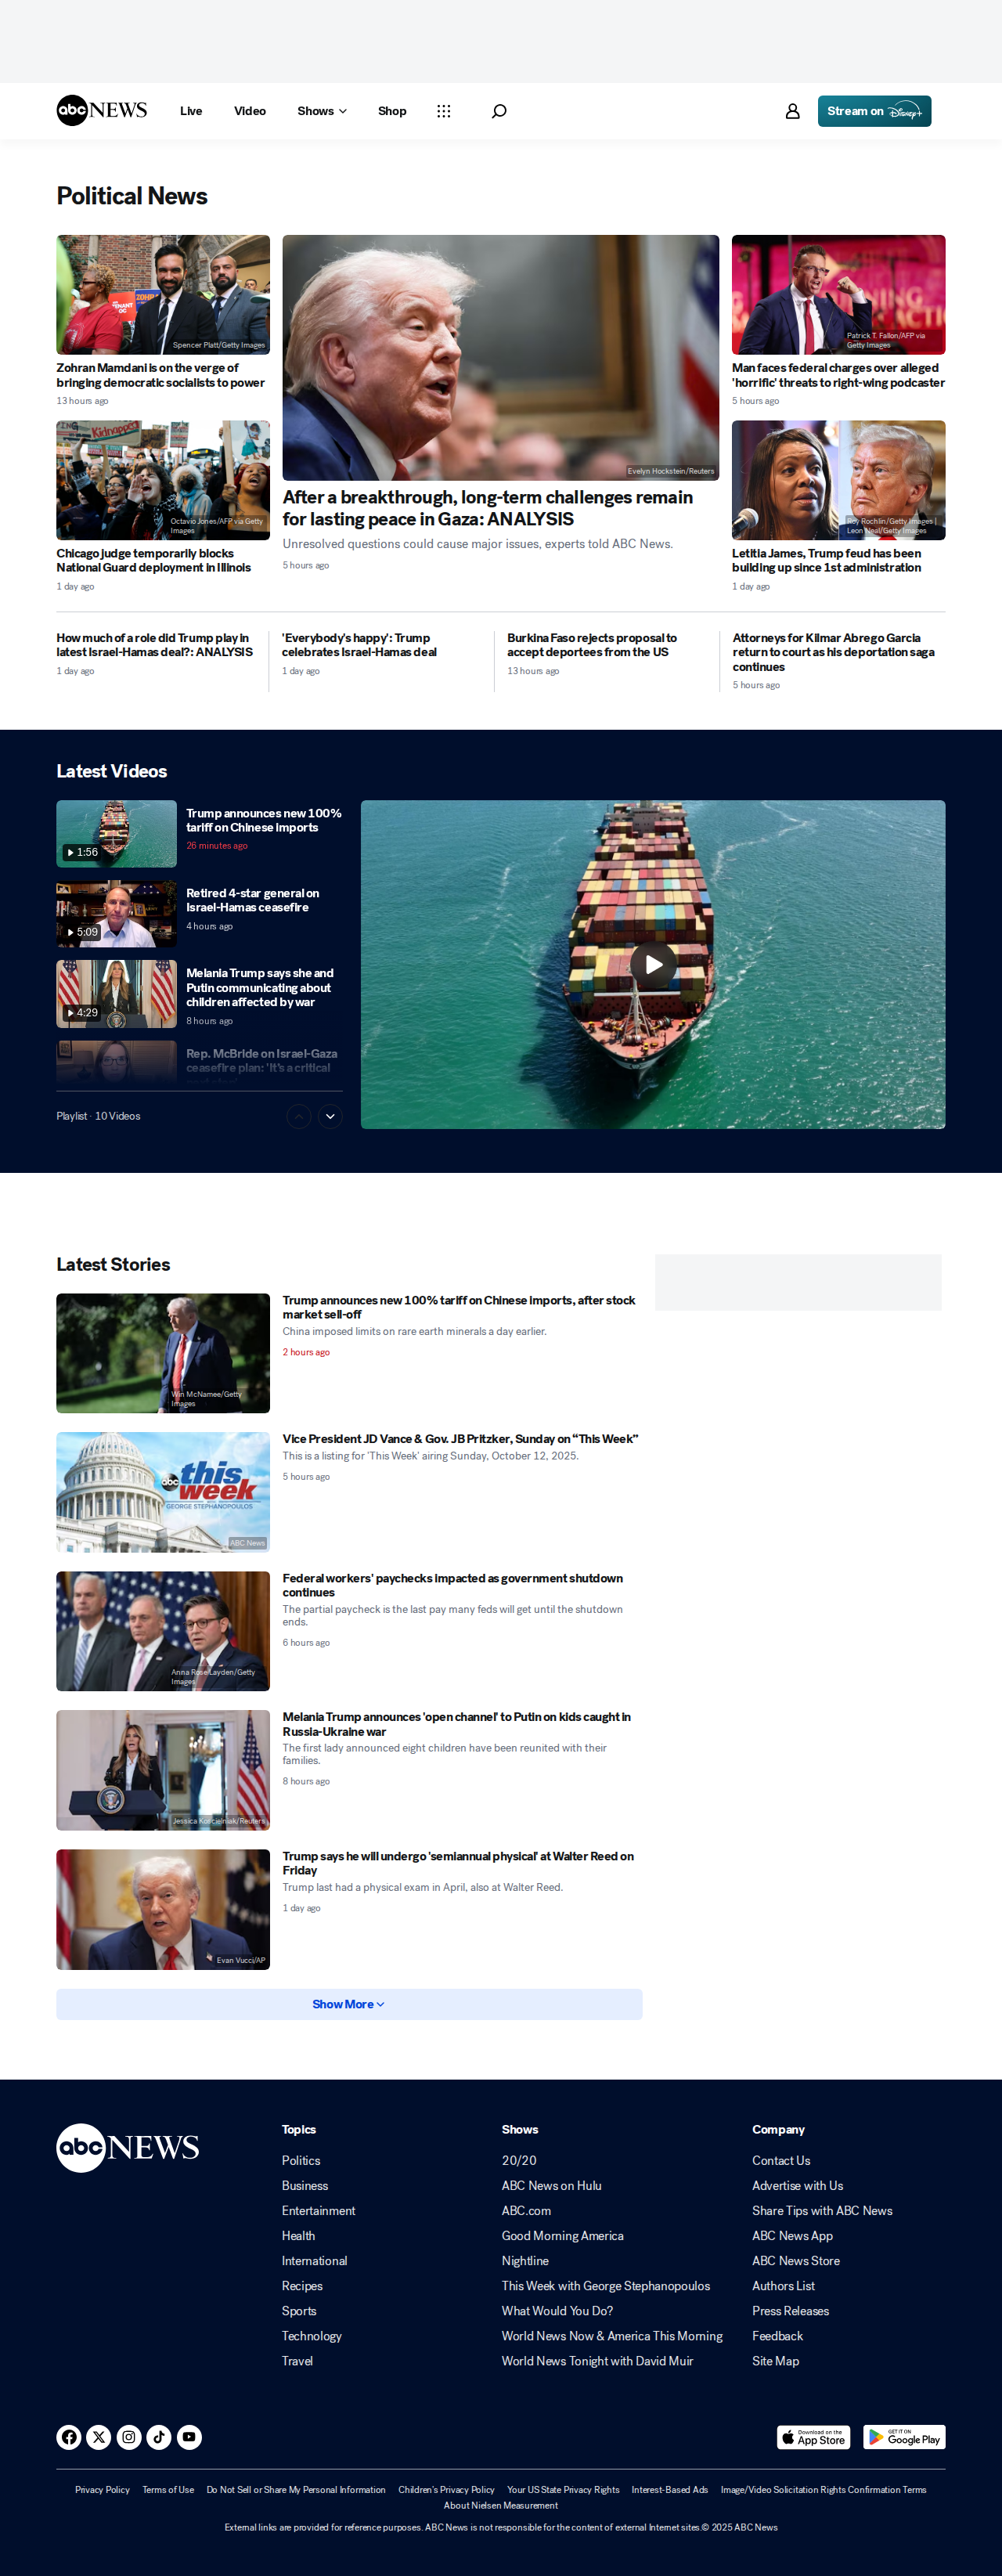 abc NEWS
Live
Video
Shows
Shop
Stream on Disney+
Political News
Spencer Platt/Getty Images
Zohran Mamdani is on the verge of
bringing democratic socialists to power
13 hours ago
Octavio Jones/AFP via Getty
Images
Chicago judge temporarily blocks
National Guard deployment in Illinois
1 day ago
Evelyn Hockstein/Reuters
After a breakthrough, long-term challenges remain
for lasting peace in Gaza: ANALYSIS
Unresolved questions could cause major issues, experts told ABC News.
5 hours ago
Patrick T. Fallon/AFP via
Getty Images
Man faces federal charges over alleged
'horrific' threats to right-wing podcaster
5 hours ago
Roy Rochlin/Getty Images |
Leon Neal/Getty Images
Letitia James, Trump feud has been
building up since 1st administration
1 day ago
How much of a role did Trump play in
latest Israel-Hamas deal?: ANALYSIS
1 day ago
'Everybody's happy': Trump
celebrates Israel-Hamas deal
1 day ago
Burkina Faso rejects proposal to
accept deportees from the US
13 hours ago
Attorneys for Kilmar Abrego Garcia
return to court as his deportation saga
continues
5 hours ago
Latest Videos
1:56
Trump announces new 100%
tariff on Chinese imports
26 minutes ago
5:09
Retired 4-star general on
Israel-Hamas ceasefire
4 hours ago
4:29
Melania Trump says she and
Putin communicating about
children affected by war
8 hours ago
Rep. McBride on Israel-Gaza
ceasefire plan: 'It's a critical
Playlist · 10 Videos
Latest Stories
Win McNamee/Getty
Images
Trump announces new 100% tariff on Chinese imports, after stock
market sell-off
China imposed limits on rare earth minerals a day earlier.
2 hours ago
abc this week
WITH GEORGE STEPHANOPOULOS
ABC News
Vice President JD Vance & Gov. JB Pritzker, Sunday on “This Week”
This is a listing for 'This Week' airing Sunday, October 12, 2025.
5 hours ago
Anna Rose Layden/Getty
Images
Federal workers' paychecks impacted as government shutdown
continues
The partial paycheck is the last pay many feds will get until the shutdown
ends.
6 hours ago
Jessica Koscielniak/Reuters
Melania Trump announces 'open channel' to Putin on kids caught in
Russia-Ukraine war
The first lady announced eight children have been reunited with their
families.
8 hours ago
Evan Vucci/AP
Trump says he will undergo 'semiannual physical' at Walter Reed on
Friday
Trump last had a physical exam in April, also at Walter Reed.
1 day ago
Show More
abc NEWS
Topics
Politics
Business
Entertainment
Health
International
Recipes
Sports
Technology
Travel
Shows
20/20
ABC News on Hulu
ABC.com
Good Morning America
Nightline
This Week with George Stephanopoulos
What Would You Do?
World News Now & America This Morning
World News Tonight with David Muir
Company
Contact Us
Advertise with Us
Share Tips with ABC News
ABC News App
ABC News Store
Authors List
Press Releases
Feedback
Site Map
Download on the
App Store
GET IT ON
Google Play
Privacy Policy Terms of Use Do Not Sell or Share My Personal Information Children's Privacy Policy Your US State Privacy Rights Interest-Based Ads Image/Video Solicitation Rights Confirmation Terms
About Nielsen Measurement
External links are provided for reference purposes. ABC News is not responsible for the content of external Internet sites.© 2025 ABC News